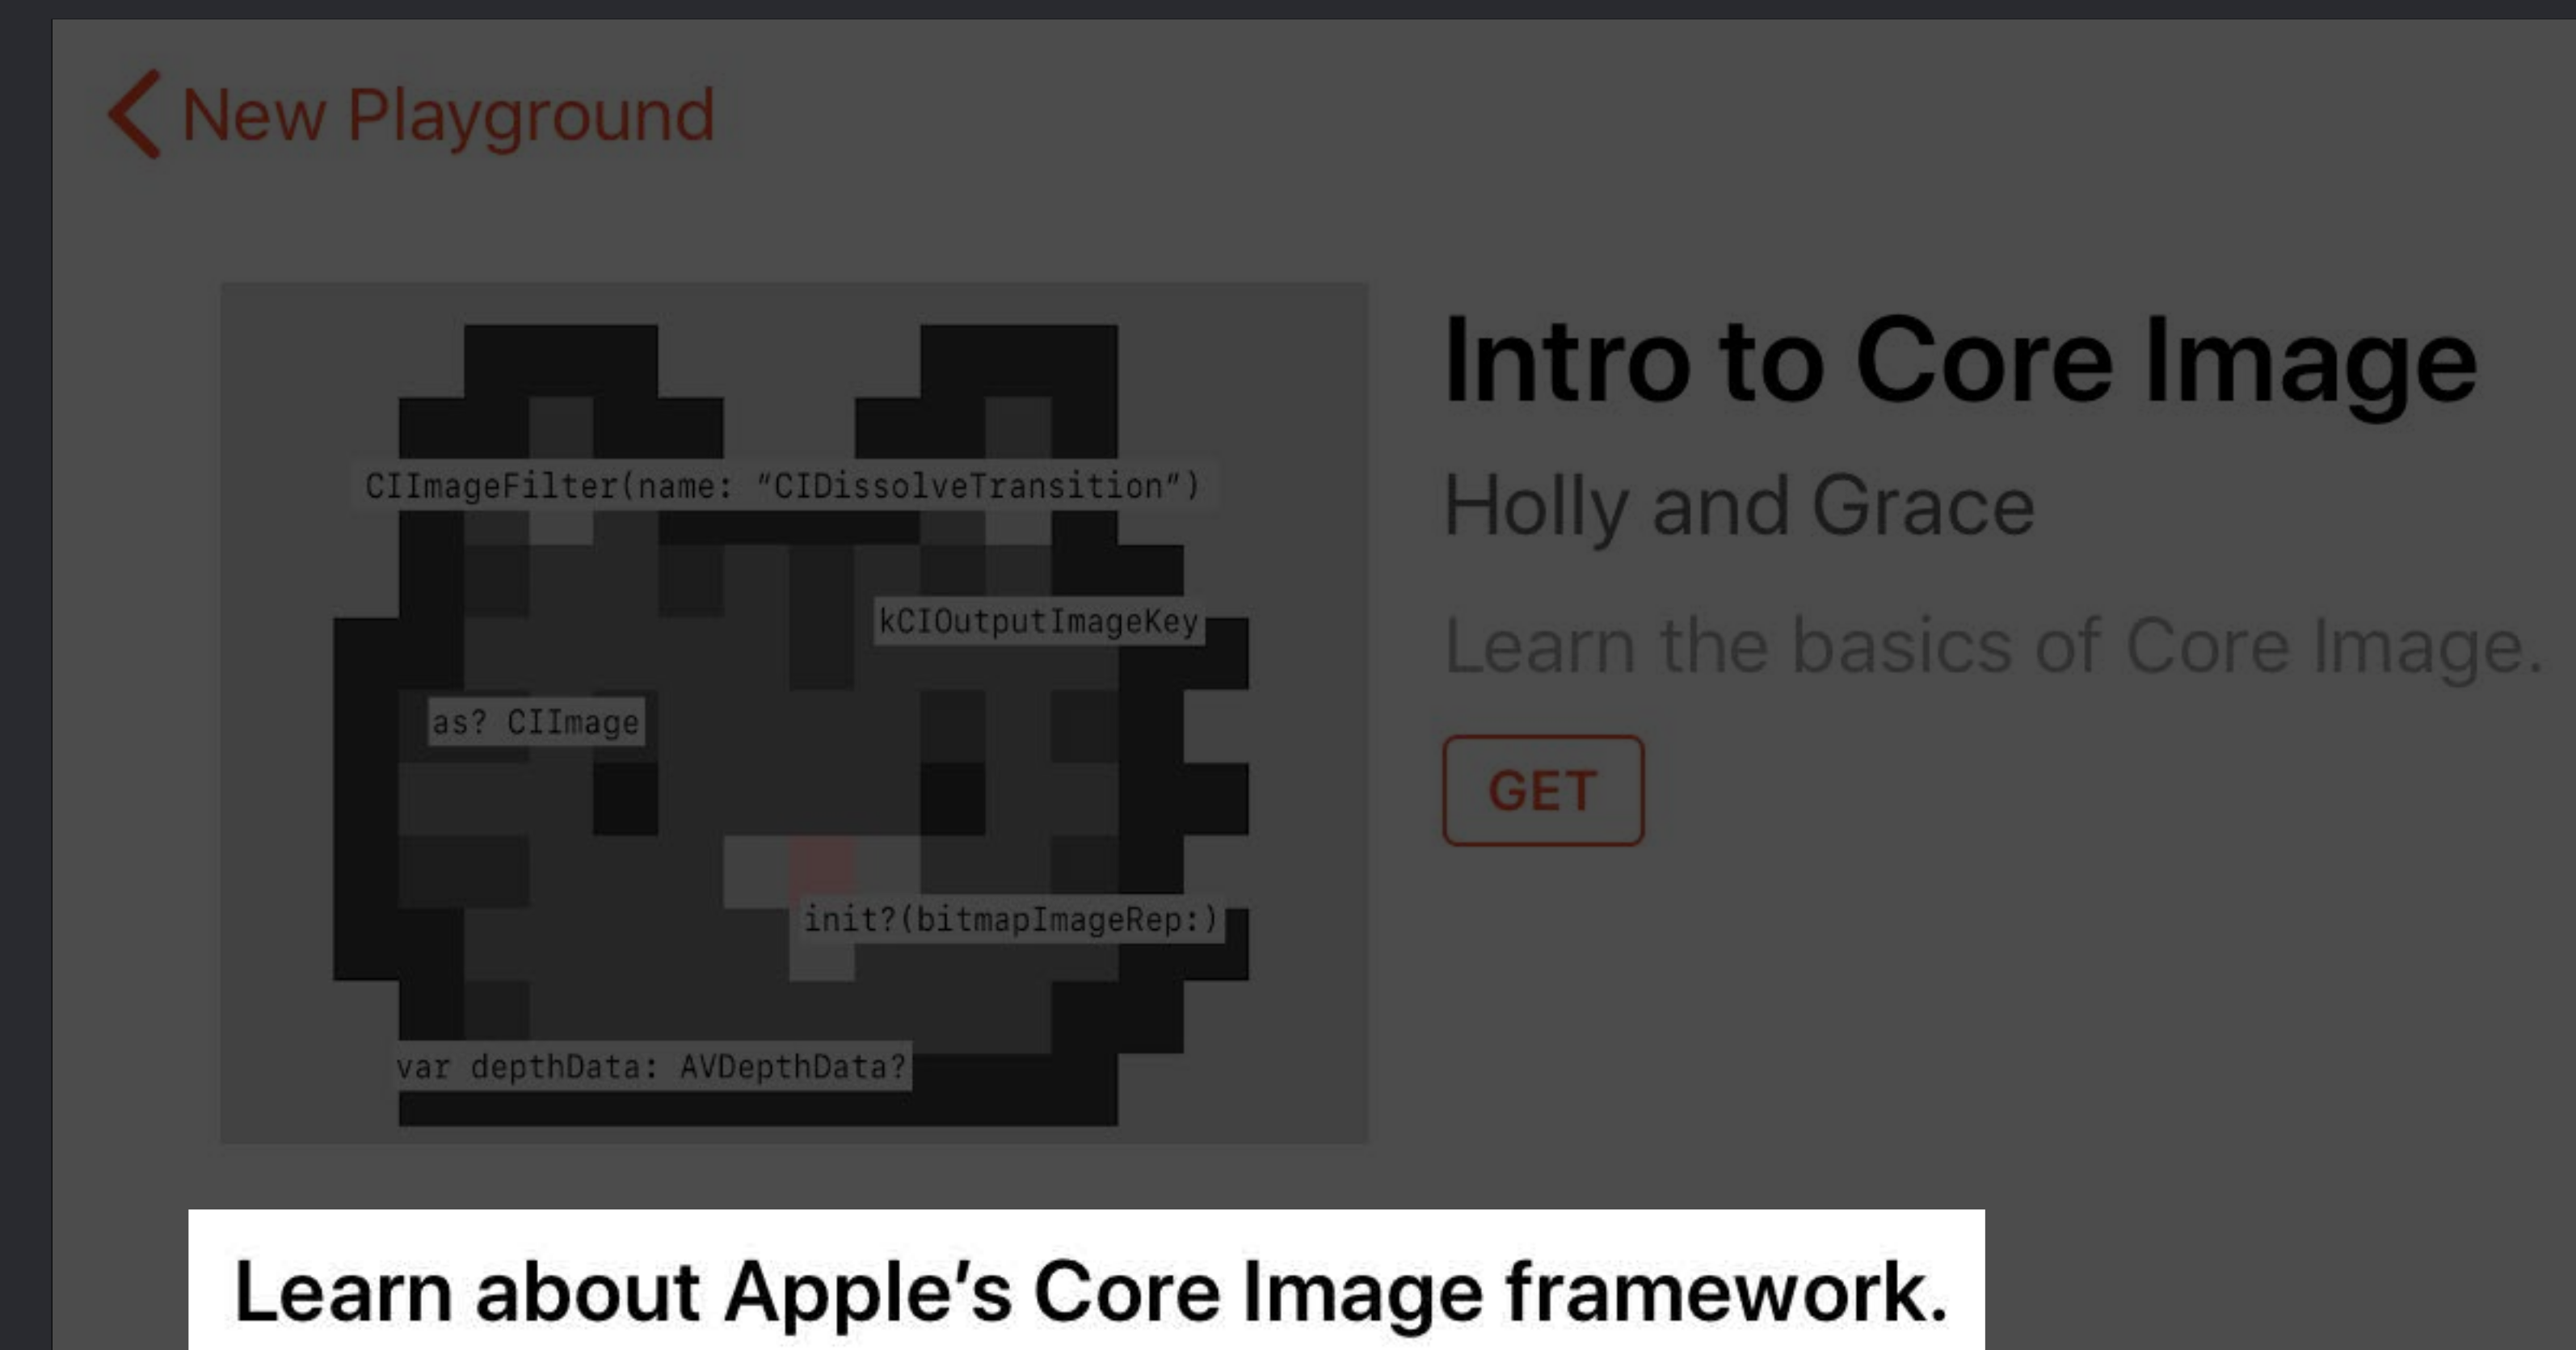 New Playground
CIImageFilter(name: “CIDissolveTransition”)
kCIOutputImageKey
as? CIImage
init?(bitmapImageRep:)
var depthData: AVDepthData?
Intro to Core Image
Holly and Grace
Learn the basics of Core Image.
GET
Learn about Apple’s Core Image framework.